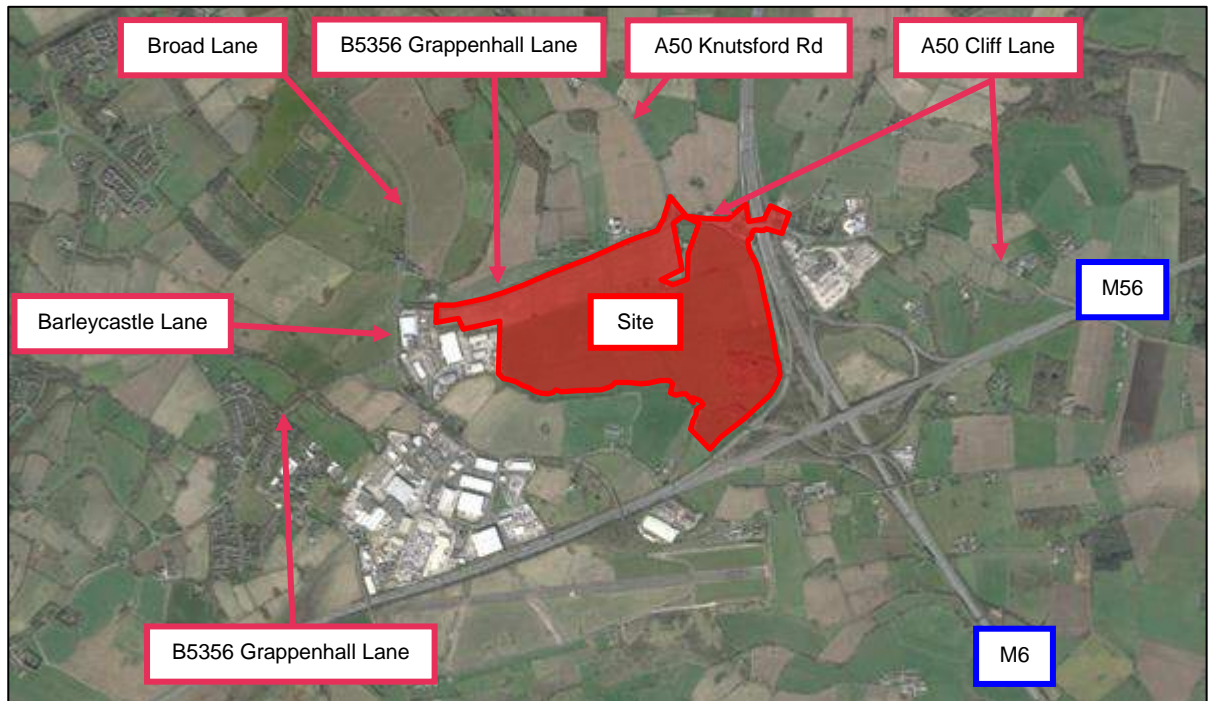 Broad Lane
B5356 Grappenhall Lane
A50 Knutsford Rd
A50 Cliff Lane
M56
Barleycastle Lane
Site
B5356 Grappenhall Lane
M6